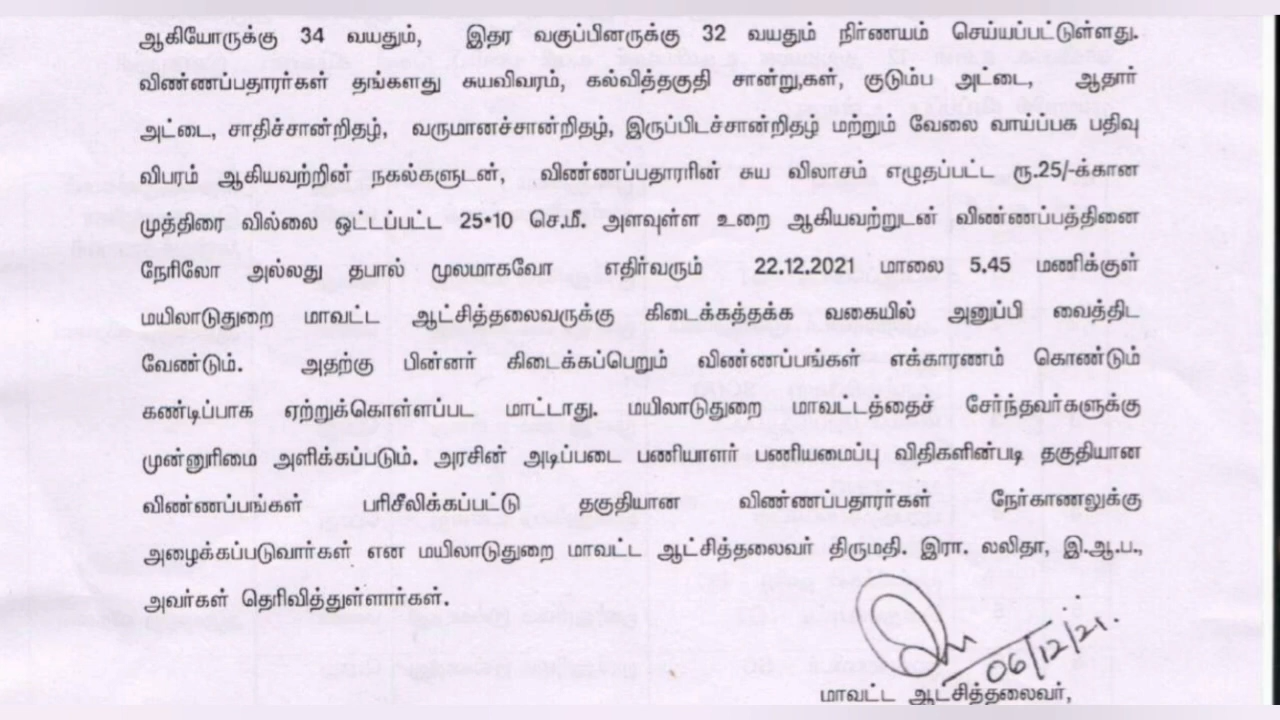 ஆகியோருக்கு 34 வயதும், இதர வகுப்பினருக்கு 32 வயதும் நிர்ணயம் செய்யப்பட்டுள்ளது.
விண்ணப்பதாரர்கள் தங்களது சுயவிவரம், கல்வித்தகுதி சான்று,கள், குடும்ப அட்டை, ஆதார்
அட்டை, சாதிச்சான்றிதழ், வருமானச்சான்றிதழ், இருப்பிடச்சான்றிதழ் மற்றும் வேலை வாய்ப்பக பதிவு
விபரம் ஆகியவற்றின் நகல்களுடன், விண்ணப்பதாரரின் சுய விலாசம் எழுதப்பட்ட ரூ.25/-க்கான
முத்திரை வில்லை ஒட்டப்பட்ட 25*10 செ.மீ. அளவுள்ள உறை ஆகியவற்றுடன் விண்ணப்பத்தினை
நேரிலோ அல்லது தபால் மூலமாகவோ எதிர்வரும் 22.12.2021 மாலை 5.45 மணிக்குள்
மயிலாடுதுறை மாவட்ட ஆட்சித்தலைவருக்கு கிடைக்கத்தக்க வகையில் அனுப்பி வைத்திட
வேண்டும். அதற்கு பின்னர் கிடைக்கப்பெறும் விண்ணப்பங்கள் எக்காரணம் கொண்டும்
கண்டிப்பாக ஏற்றுக்கொள்ளப்பட மாட்டாது. மயிலாடுதுறை மாவட்டத்தைச் சேர்ந்தவர்களுக்கு
முன்னுரிமை அளிக்கப்படும். அரசின் அடிப்படை பணியாளர் பணியமைப்பு விதிகளின்படி தகுதியான
விண்ணப்பங்கள் பரிசீலிக்கப்பட்டு தகுதியான விண்ணப்பதாரர்கள் நேர்காணலுக்கு
அழைக்கப்படுவார்கள் என மயிலாடுதுறை மாவட்ட ஆட்சித்தலைவர் திருமதி. இரா. லலிதா, இ.ஆ.ப.,
அவர்கள் தெரிவித்துள்ளார்கள்.
06/12/21.
மாவட்ட ஆட்சித்தலைவர்,